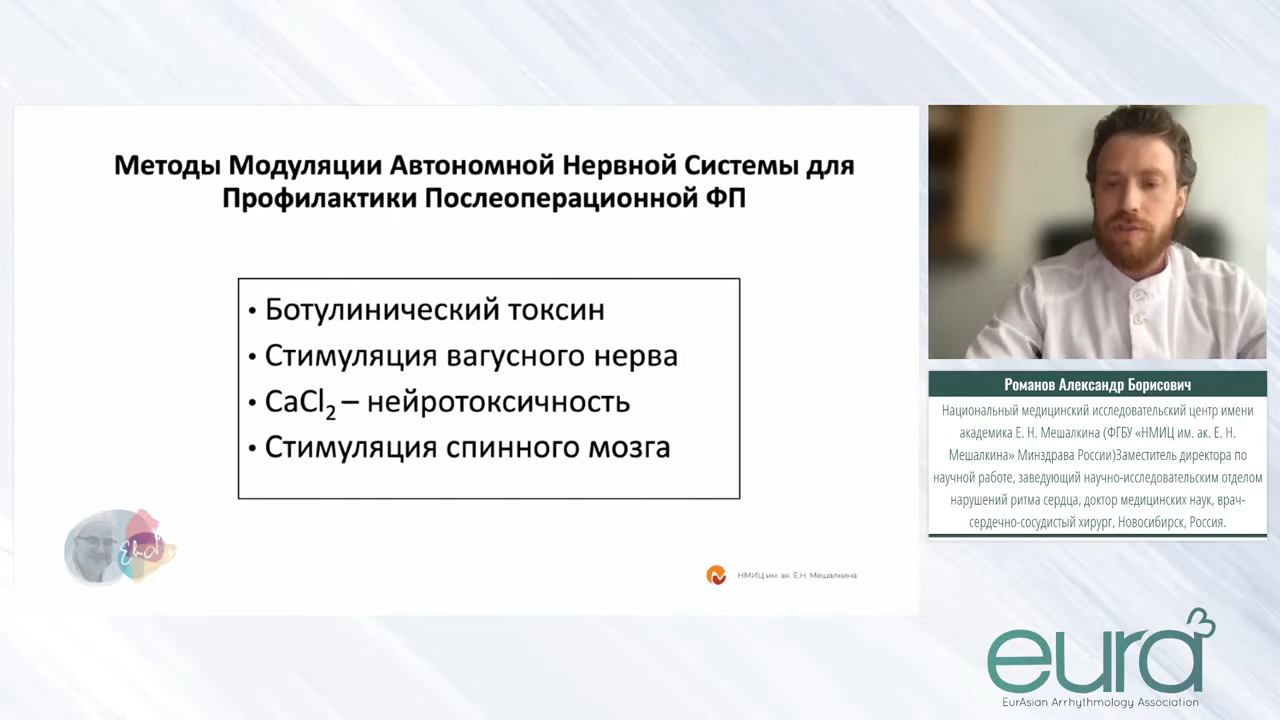 Методы Модуляции Автономной Нервной Системы для
Профилактики Послеоперационной ФП
• Ботулинический токсин
• Стимуляция вагусного нерва
• CaCl₂ – нейротоксичность
• Стимуляция спинного мозга
НМИЦ им. ак. Е.Н. Мешалкина
Романов Александр Борисович
Национальный медицинский исследовательский центр имени
академика Е. Н. Мешалкина (ФГБУ «НМИЦ им. ак. Е. Н.
Мешалкина» Минздрава России)Заместитель директора по
научной работе, заведующий научно-исследовательским отделом
нарушений ритма сердца, доктор медицинских наук, врач-
сердечно-сосудистый хирург, Новосибирск, Россия.
eura
EurAsian Arrhythmology Association